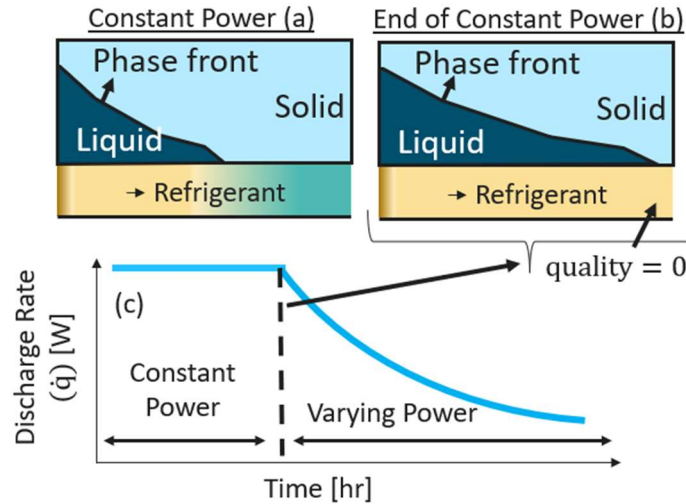 Constant Power (a)
End of Constant Power (b)
Phase front
Solid
Liquid
→ Refrigerant
Phase front
Solid
Liquid
→ Refrigerant
quality = 0
(c)
Discharge Rate
(q̇) [W]
Constant
Power
Varying Power
Time [hr]